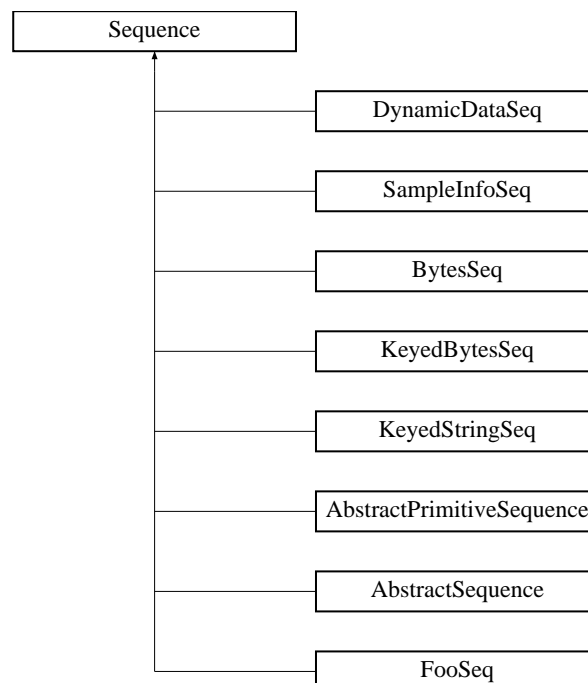 Sequence
DynamicDataSeq
SampleInfoSeq
BytesSeq
KeyedBytesSeq
KeyedStringSeq
AbstractPrimitiveSequence
AbstractSequence
FooSeq